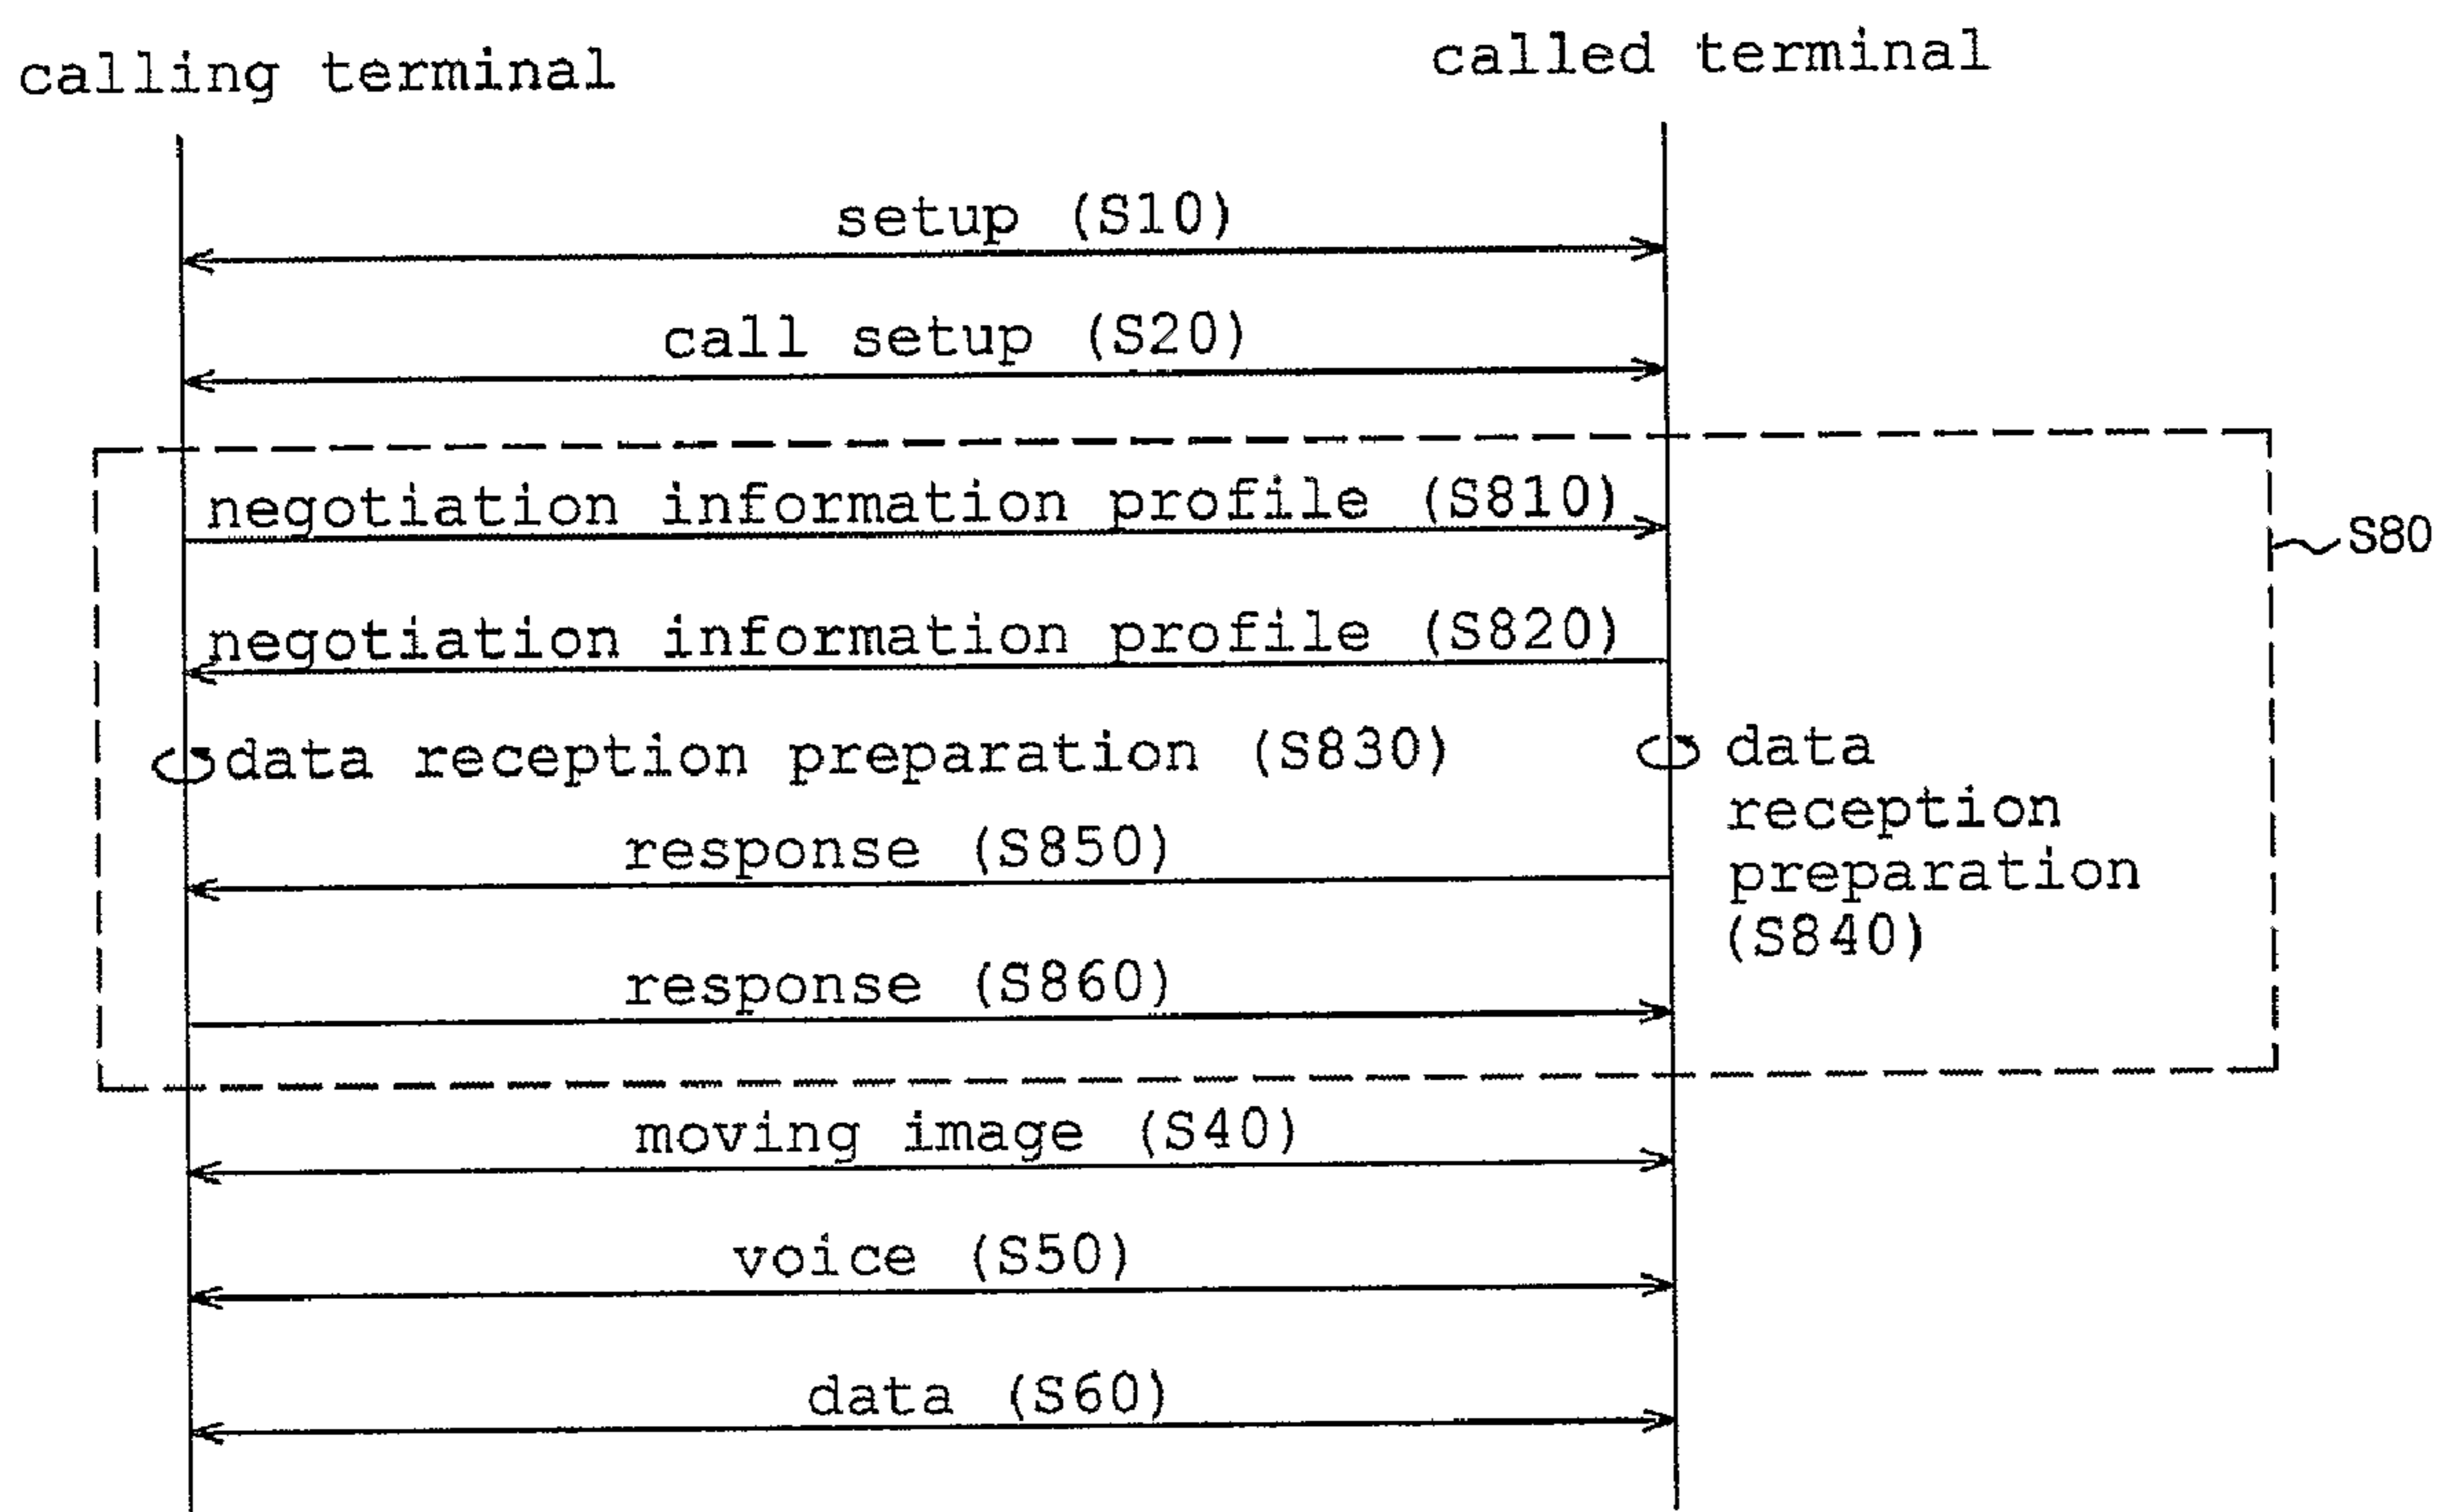 calling terminal
called terminal
setup (S10)
call setup (S20)
negotiation information profile (S810)
S80
negotiation information profile (S820)
data reception preparation (S830)
data
reception
preparation
(S840)
response (S850)
response (S860)
moving image (S40)
voice (S50)
data (S60)